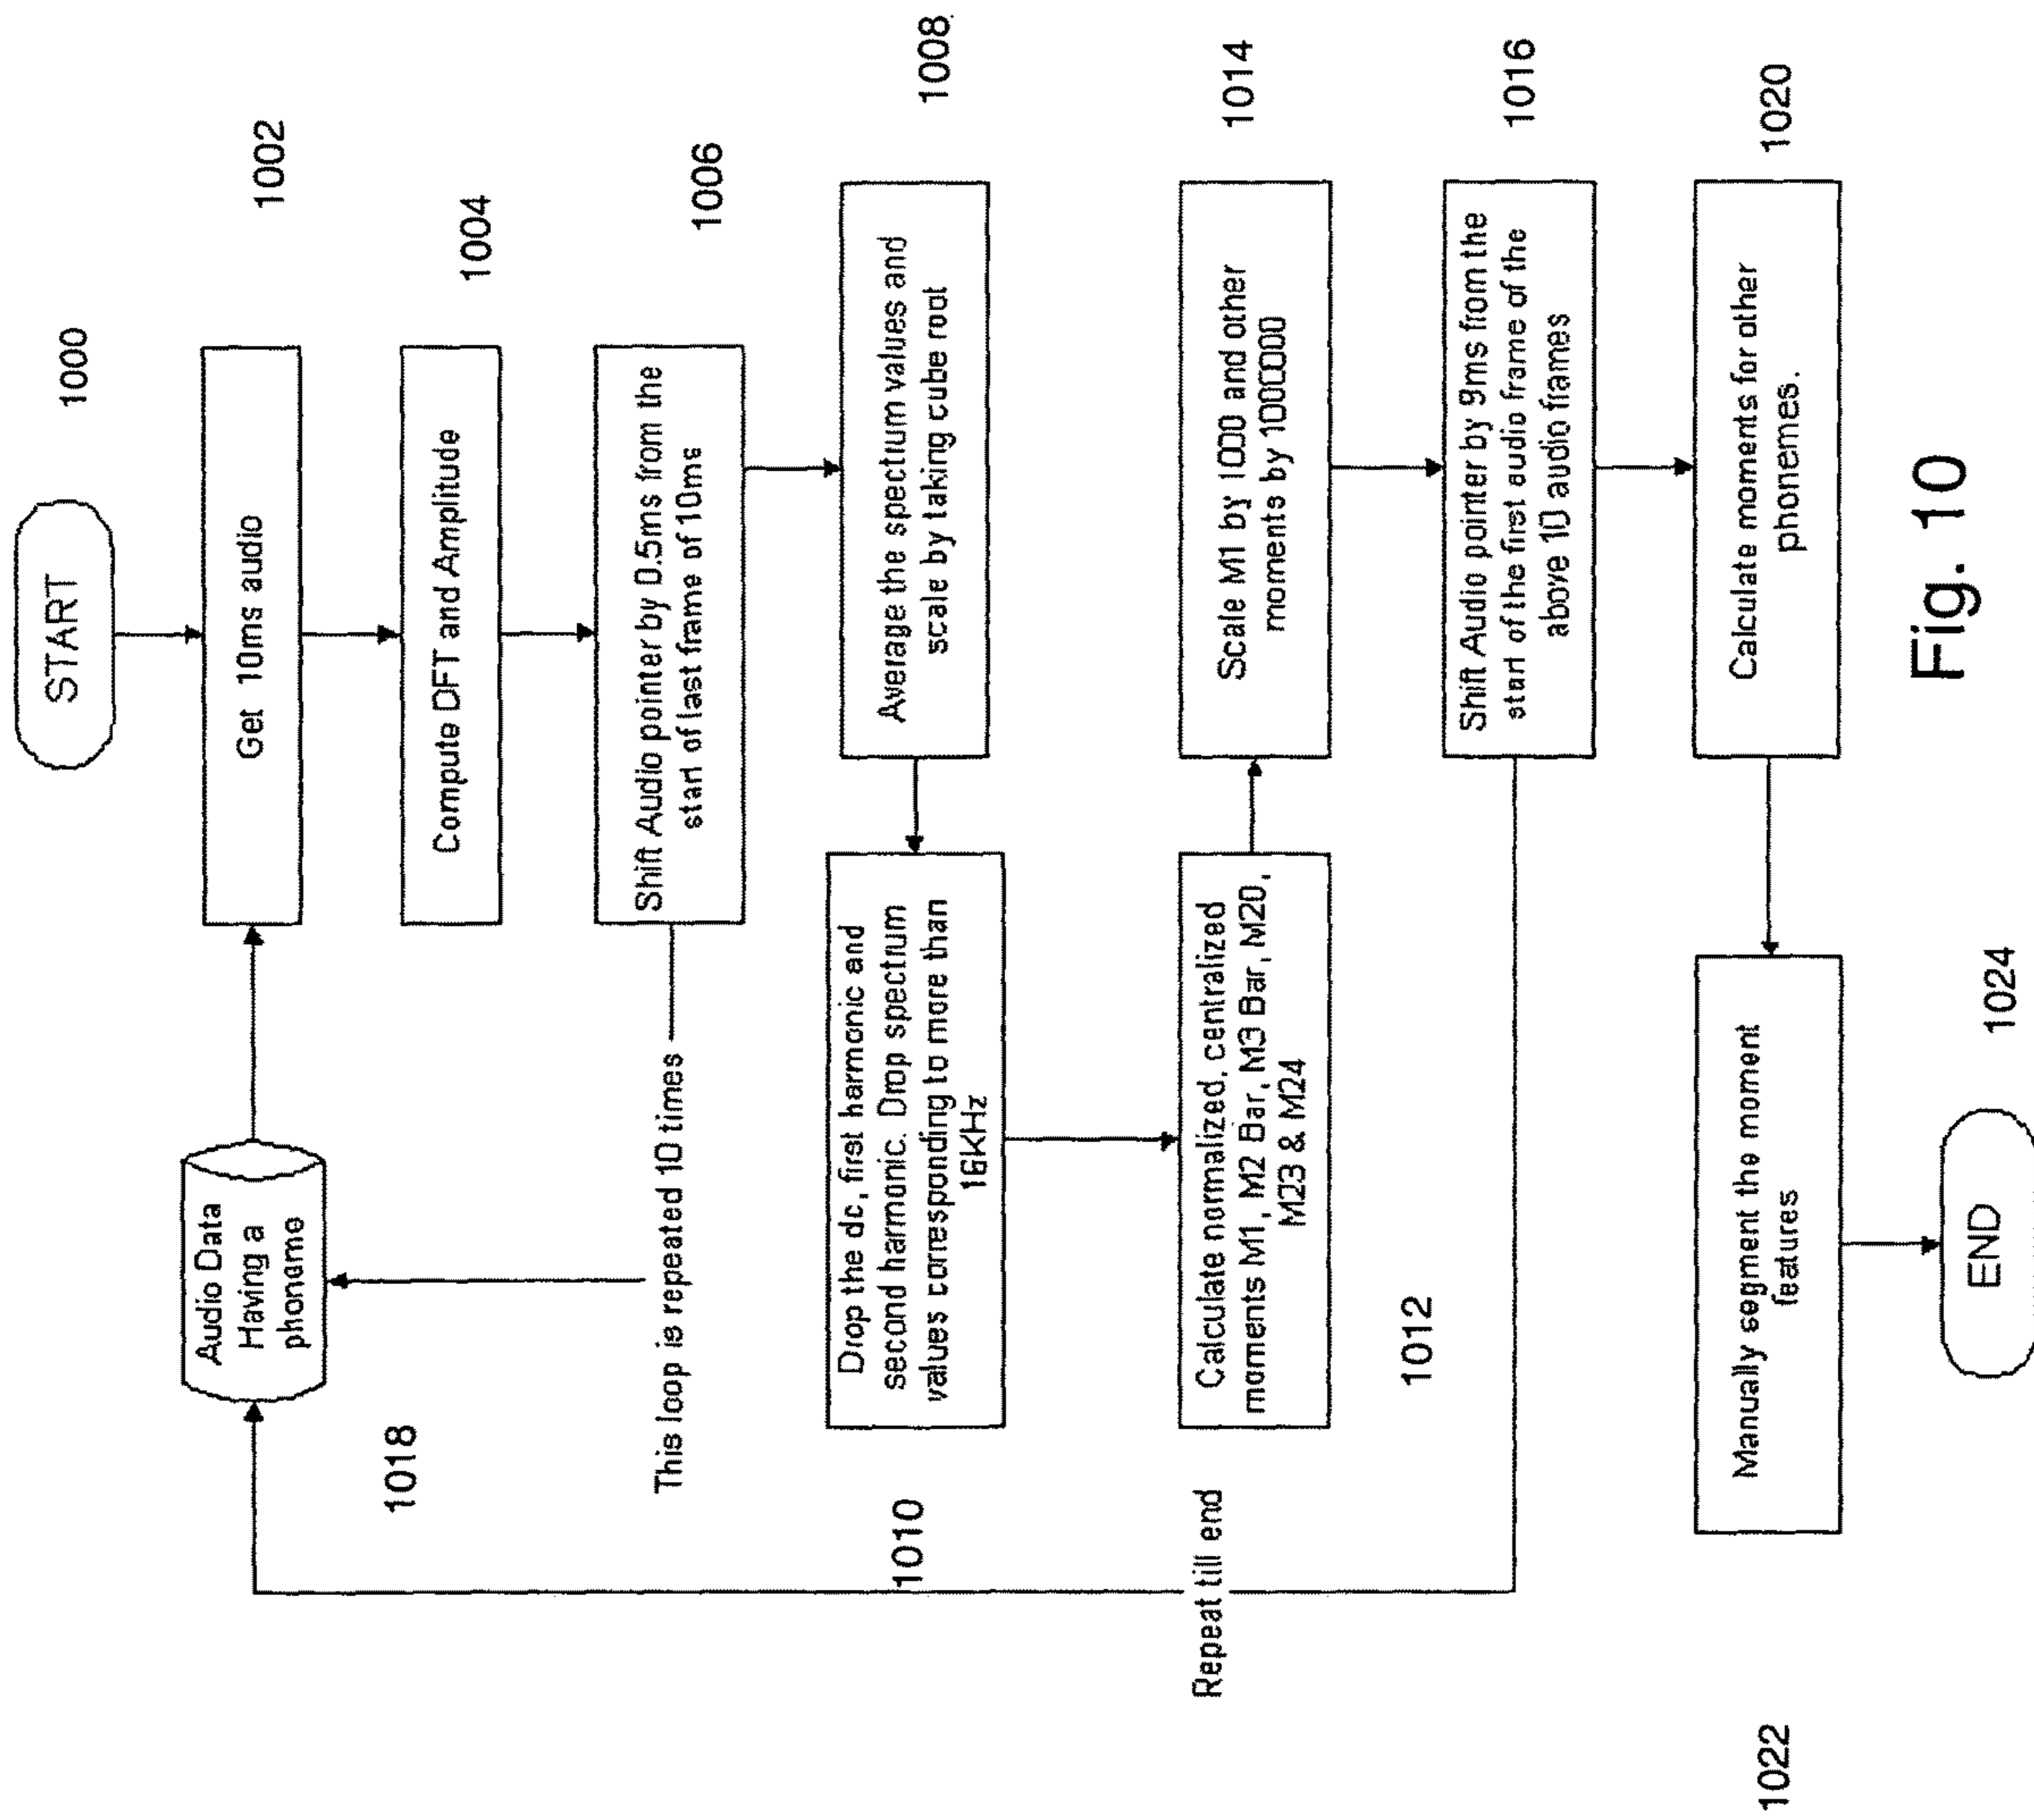 START
1000
Get 10ms audio
1002
Audio Data
Having a
phoname
1018
Compute DFT and Amplitude
1004
Shift Audio pointer by 0.5ms from the
start of last frame of 10ms
1006
This loop is repeated 10 times
Average the spectrum values and
scale by taking cube root
1008
Drop the dc, first harmonic and
second harmonic. Drop spectrum
values corresponding to more than
16KHz
1010
Calculate normalized, centralized
moments M1, M2 Bar, M3 Bar, M20,
M23 & M24
1012
Scale M1 by 1000 and other
moments by 1000000
1014
Shift Audio pointer by 9ms from the
start of the first audio frame of the
above 10 audio frames
1016
Repeat till end
Calculate moments for other
phonemes.
1020
Manually segment the moment
features
1022
END
1024
Fig. 10